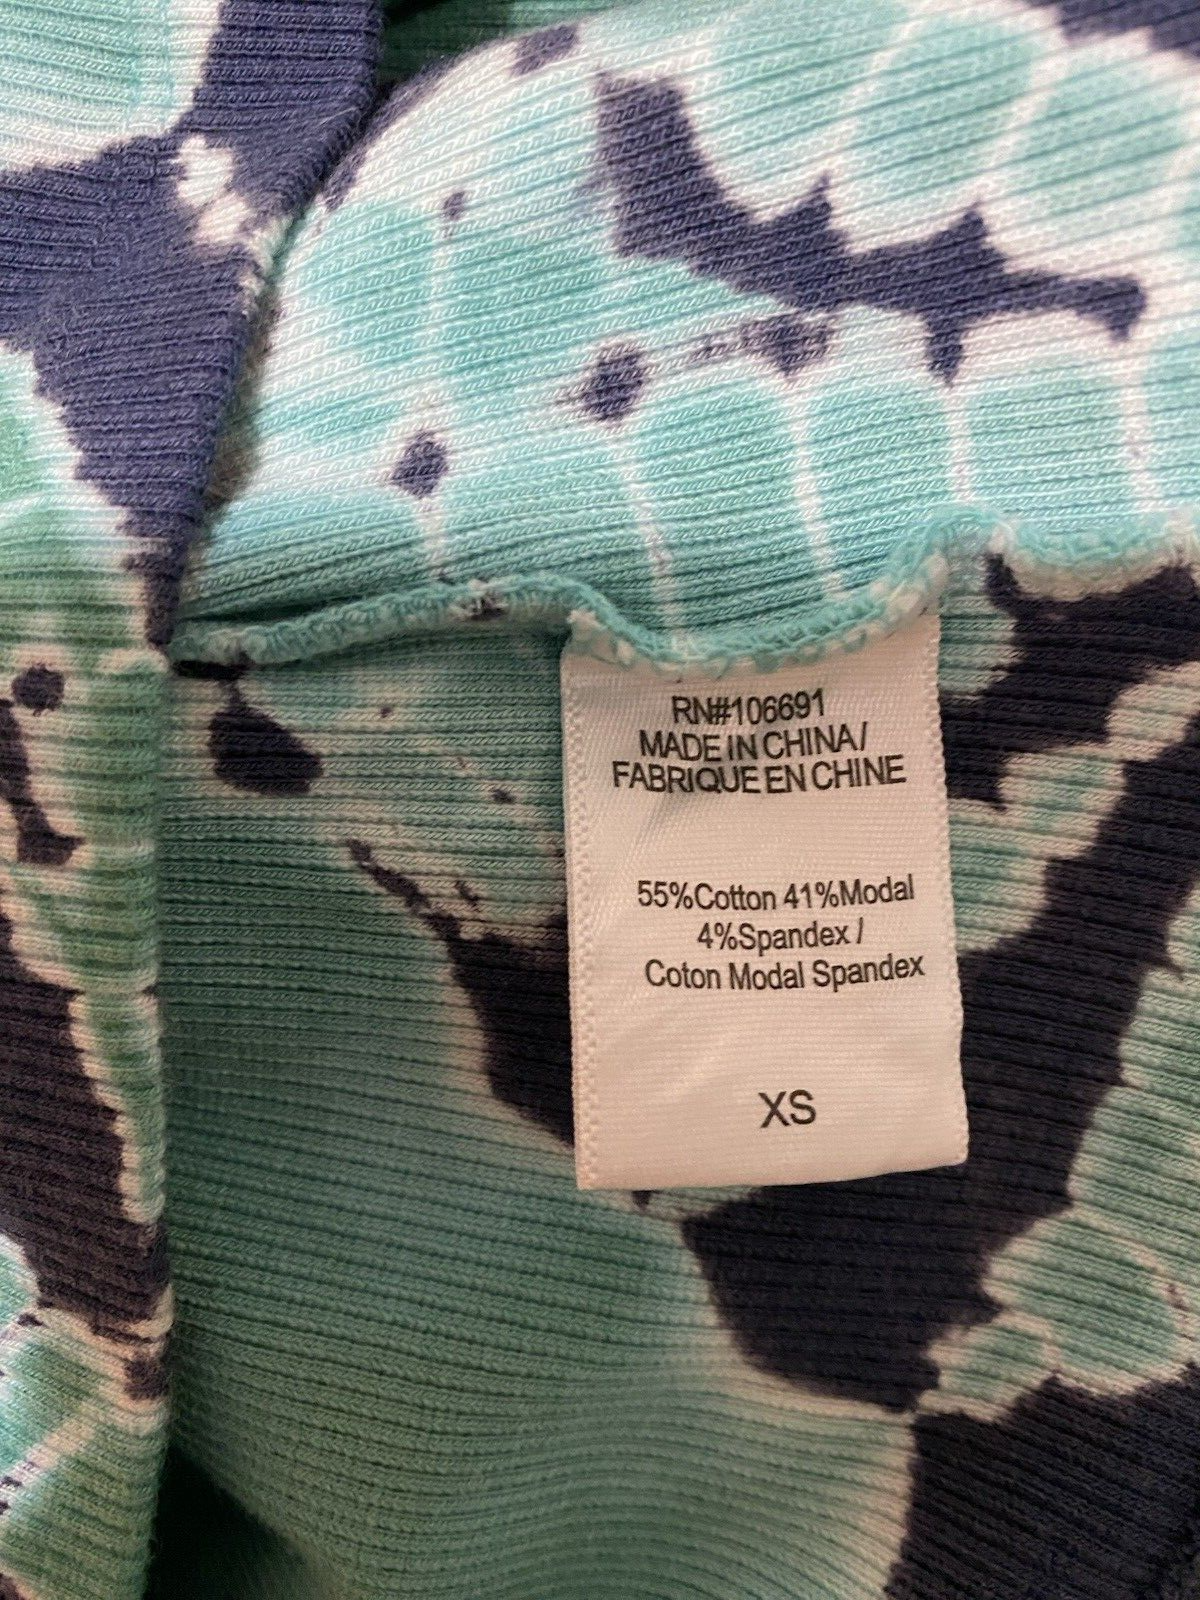 RN#106691
MADE IN CHINA/
FABRIQUE EN CHINE
55%Cotton 41%Modal
4%Spandex /
Coton Modal Spandex
XS